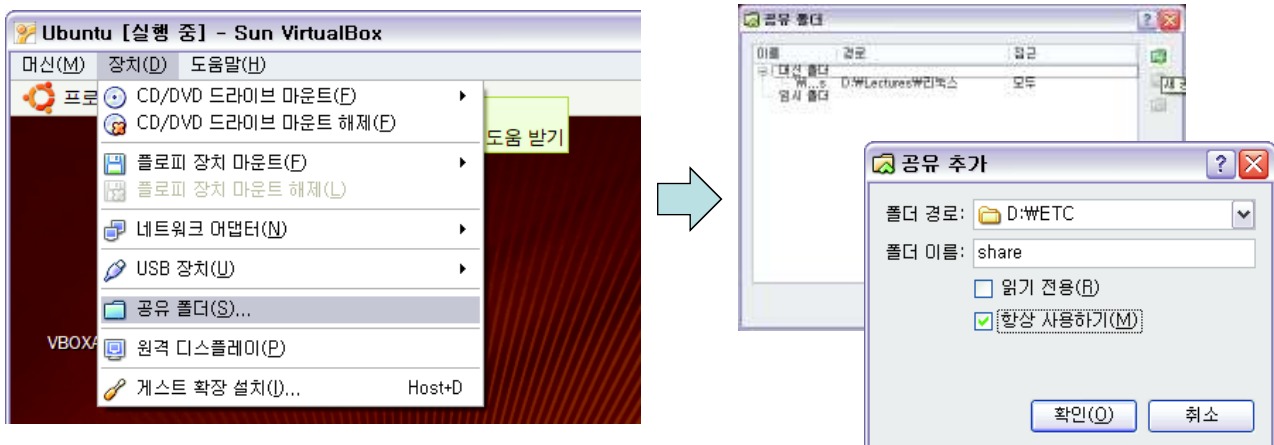 Ubuntu [실행 중] - Sun VirtualBox
머신(M) 장치(D) 도움말(H)
프로
CD/DVD 드라이브 마운트(F)
CD/DVD 드라이브 마운트 해제(F)
도움 받기
플로피 장치 마운트(F)
플로피 장치 마운트 해제(L)
네트워크 어댑터(N)
USB 장치(U)
공유 폴더(S)...
VBOXA
원격 디스플레이(P)
게스트 확장 설치(I)... Host+D
공유 폴더
이름 경로 접근
머신 폴더
₩...s D:₩Lectures₩리눅스 모두
임시 폴더
공유 추가
폴더 경로: D:₩ETC
폴더 이름: share
읽기 전용(R)
항상 사용하기(M)
확인(O) 취소